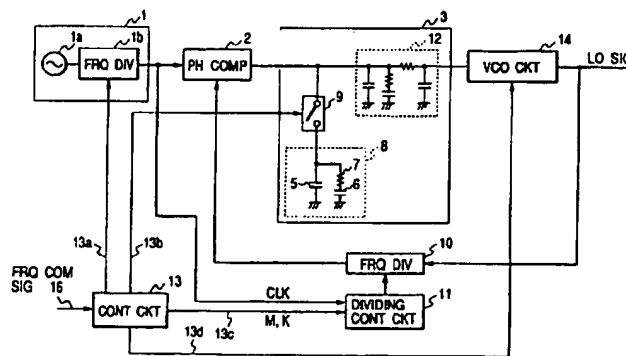 1
3
1a
1b
2
12
14
FRQ DIV
PH COMP
VCO CKT
LO SIG
9
8
7
5
6
13a
13b
10
FRQ DIV
FRQ COM
SIG 16
13
CLK
11
CONT CKT
M, K
13c
DIVIDING
CONT CKT
13d